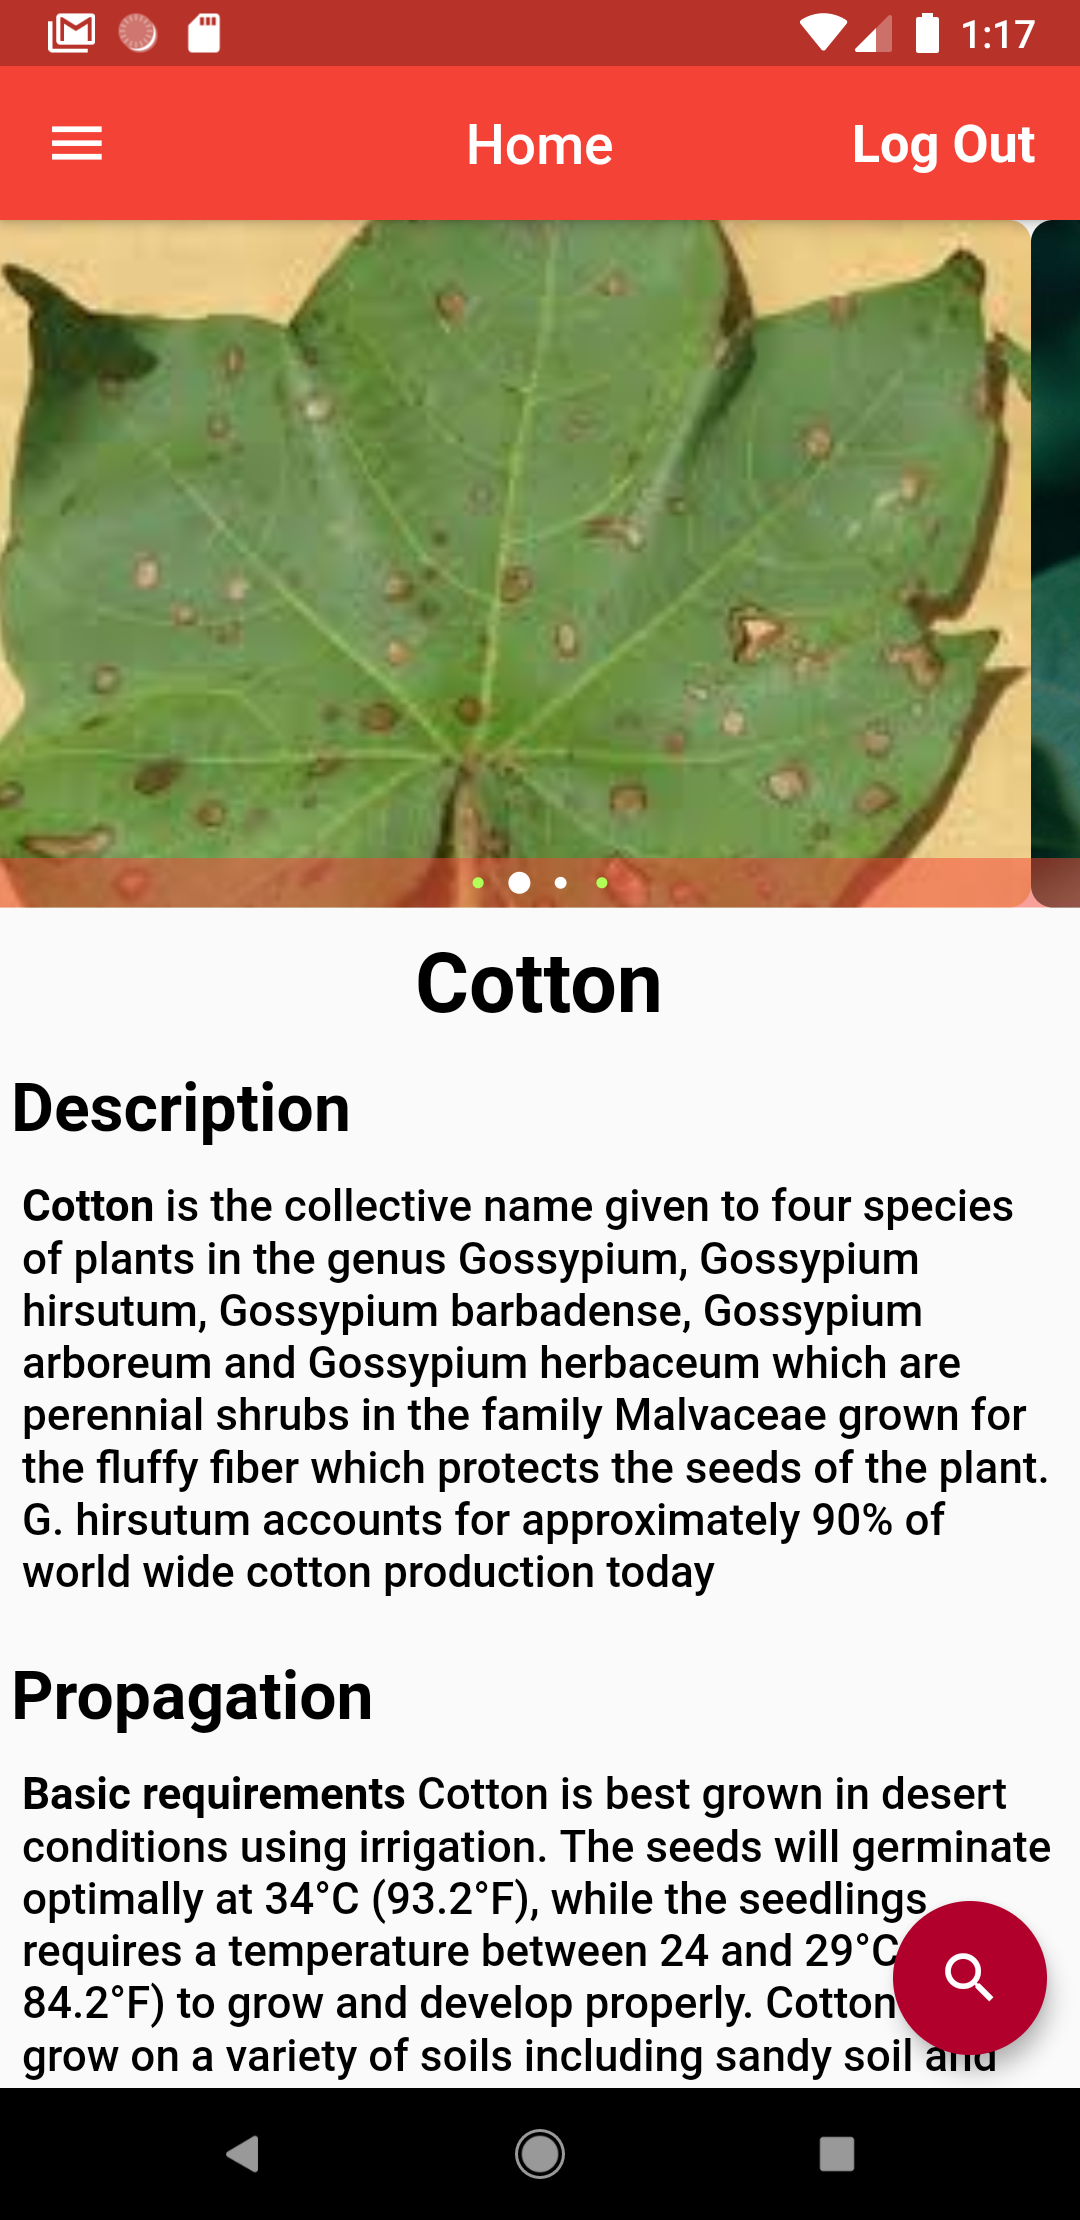 1:17
Home
Log Out
Cotton
Description
Cotton is the collective name given to four species
of plants in the genus Gossypium, Gossypium
hirsutum, Gossypium barbadense, Gossypium
arboreum and Gossypium herbaceum which are
perennial shrubs in the family Malvaceae grown for
the fluffy fiber which protects the seeds of the plant.
G. hirsutum accounts for approximately 90% of
world wide cotton production today
Propagation
Basic requirements Cotton is best grown in desert
conditions using irrigation. The seeds will germinate
optimally at 34°C (93.2°F), while the seedlings
requires a temperature between 24 and 29°C
84.2°F) to grow and develop properly. Cotton
grow on a variety of soils including sandy soil and